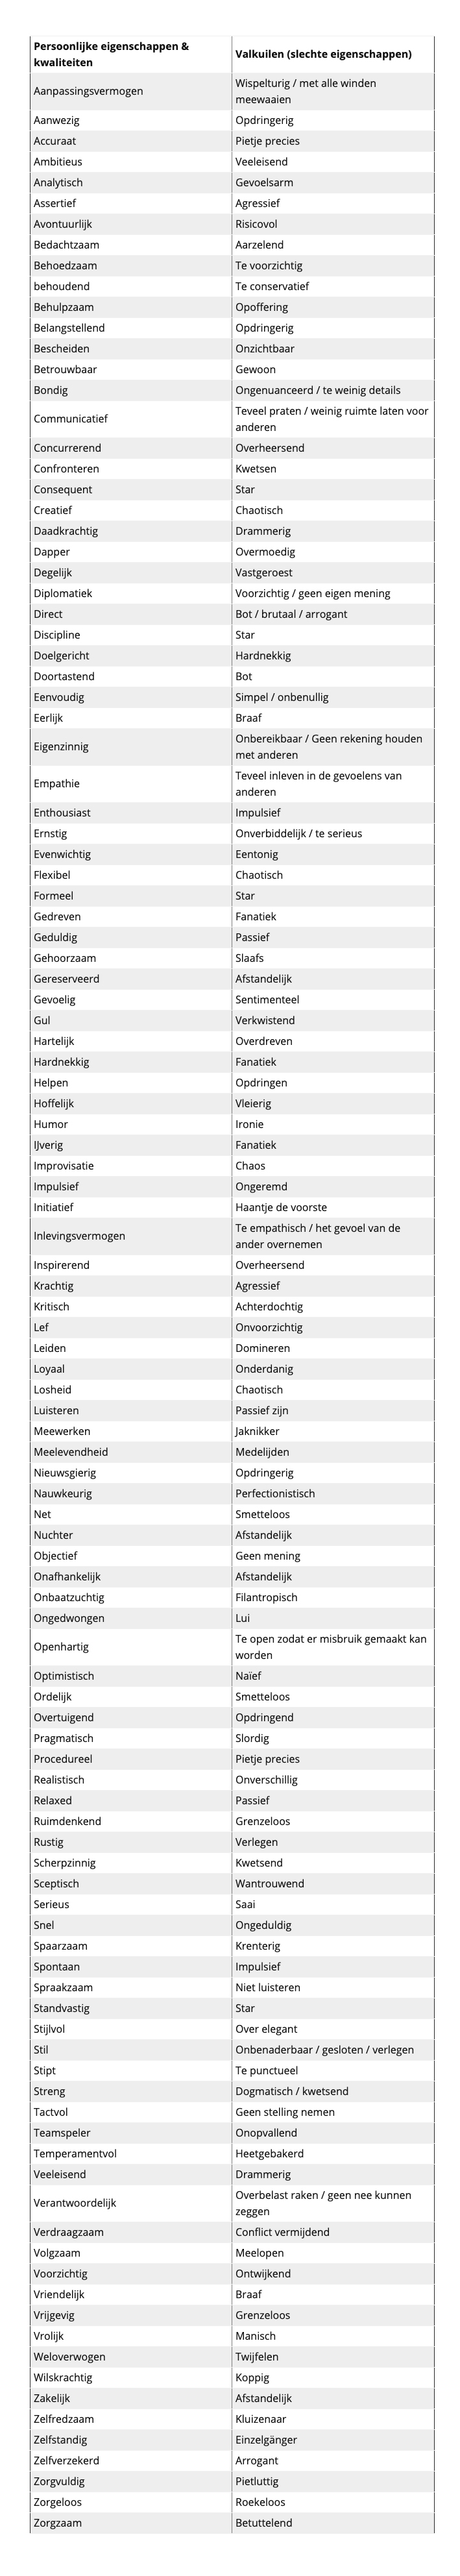 Persoonlijke eigenschappen &
kwaliteiten
Valkuilen (slechte eigenschappen)
Aanpassingsvermogen
Wispelturig / met alle winden
meewaaien
Aanwezig Opdringerig
Accuraat Pietje precies
Ambitieus Veeleisend
Analytisch Gevoelsarm
Assertief Agressief
Avontuurlijk Risicovol
Bedachtzaam Aarzelend
Behoedzaam Te voorzichtig
behoudend Te conservatief
Behulpzaam Opoffering
Belangstellend Opdringerig
Bescheiden Onzichtbaar
Betrouwbaar Gewoon
Bondig Ongenuanceerd / te weinig details
Communicatief
Teveel praten / weinig ruimte laten voor
anderen
Concurrerend Overheersend
Confronteren Kwetsen
Consequent Star
Creatief Chaotisch
Daadkrachtig Drammerig
Dapper Overmoedig
Degelijk Vastgeroest
Diplomatiek Voorzichtig / geen eigen mening
Direct Bot / brutaal / arrogant
Discipline Star
Doelgericht Hardnekkig
Doortastend Bot
Eenvoudig Simpel / onbenullig
Eerlijk Braaf
Eigenzinnig
Onbereikbaar / Geen rekening houden
met anderen
Empathie
Teveel inleven in de gevoelens van
anderen
Enthousiast Impulsief
Ernstig Onverbiddelijk / te serieus
Evenwichtig Eentonig
Flexibel Chaotisch
Formeel Star
Gedreven Fanatiek
Geduldig Passief
Gehoorzaam Slaafs
Gereserveerd Afstandelijk
Gevoelig Sentimenteel
Gul Verkwistend
Hartelijk Overdreven
Hardnekkig Fanatiek
Helpen Opdringen
Hoffelijk Vleierig
Humor Ironie
IJverig Fanatiek
Improvisatie Chaos
Impulsief Ongeremd
Initiatief Haantje de voorste
Inlevingsvermogen
Te empathisch / het gevoel van de
ander overnemen
Inspirerend Overheersend
Krachtig Agressief
Kritisch Achterdochtig
Lef Onvoorzichtig
Leiden Domineren
Loyaal Onderdanig
Losheid Chaotisch
Luisteren Passief zijn
Meewerken Jaknikker
Meelevendheid Medelijden
Nieuwsgierig Opdringerig
Nauwkeurig Perfectionistisch
Net Smetteloos
Nuchter Afstandelijk
Objectief Geen mening
Onafhankelijk Afstandelijk
Onbaatzuchtig Filantropisch
Ongedwongen Lui
Openhartig
Te open zodat er misbruik gemaakt kan
worden
Optimistisch Naïef
Ordelijk Smetteloos
Overtuigend Opdringend
Pragmatisch Slordig
Procedureel Pietje precies
Realistisch Onverschillig
Relaxed Passief
Ruimdenkend Grenzeloos
Rustig Verlegen
Scherpzinnig Kwetsend
Sceptisch Wantrouwend
Serieus Saai
Snel Ongeduldig
Spaarzaam Krenterig
Spontaan Impulsief
Spraakzaam Niet luisteren
Standvastig Star
Stijlvol Over elegant
Stil Onbenaderbaar / gesloten / verlegen
Stipt Te punctueel
Streng Dogmatisch / kwetsend
Tactvol Geen stelling nemen
Teamspeler Onopvallend
Temperamentvol Heetgebakerd
Veeleisend Drammerig
Verantwoordelijk
Overbelast raken / geen nee kunnen
zeggen
Verdraagzaam Conflict vermijdend
Volgzaam Meelopen
Voorzichtig Ontwijkend
Vriendelijk Braaf
Vrijgevig Grenzeloos
Vrolijk Manisch
Weloverwogen Twijfelen
Wilskrachtig Koppig
Zakelijk Afstandelijk
Zelfredzaam Kluizenaar
Zelfstandig Einzelgänger
Zelfverzekerd Arrogant
Zorgvuldig Pietluttig
Zorgeloos Roekeloos
Zorgzaam Betuttelend